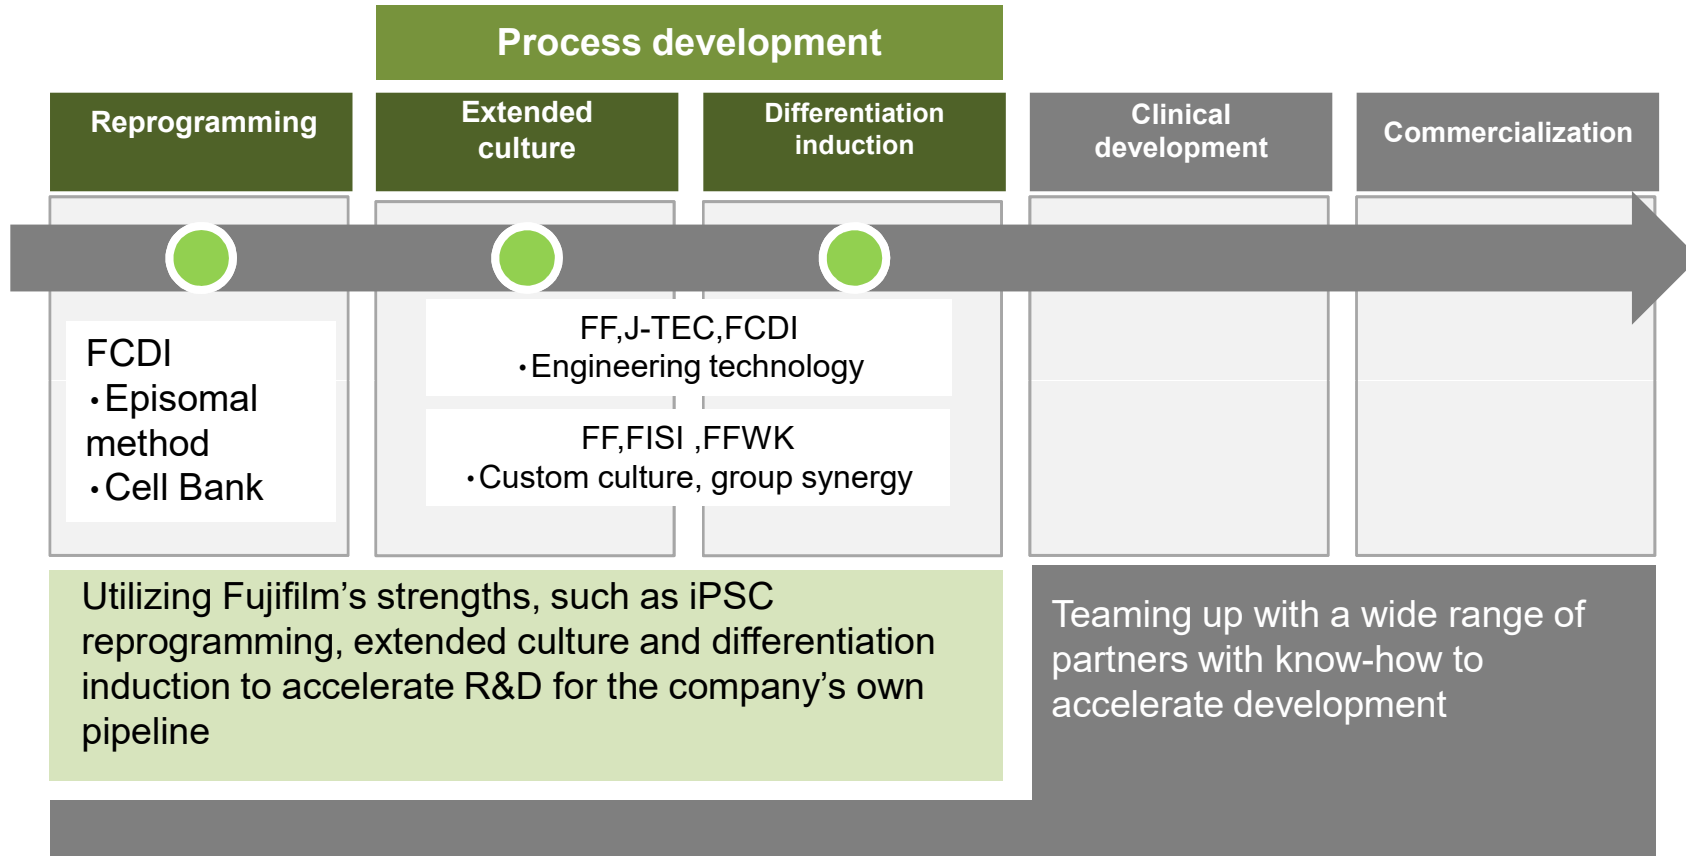 Process development
Reprogramming
Extended
culture
Differentiation
induction
Clinical
development
Commercialization
FCDI
・Episomal
method
・Cell Bank
FF,J-TEC,FCDI
・Engineering technology
FF,FISI ,FFWK
・Custom culture, group synergy
Utilizing Fujifilm’s strengths, such as iPSC
reprogramming, extended culture and differentiation
induction to accelerate R&D for the company’s own
pipeline
Teaming up with a wide range of
partners with know-how to
accelerate development